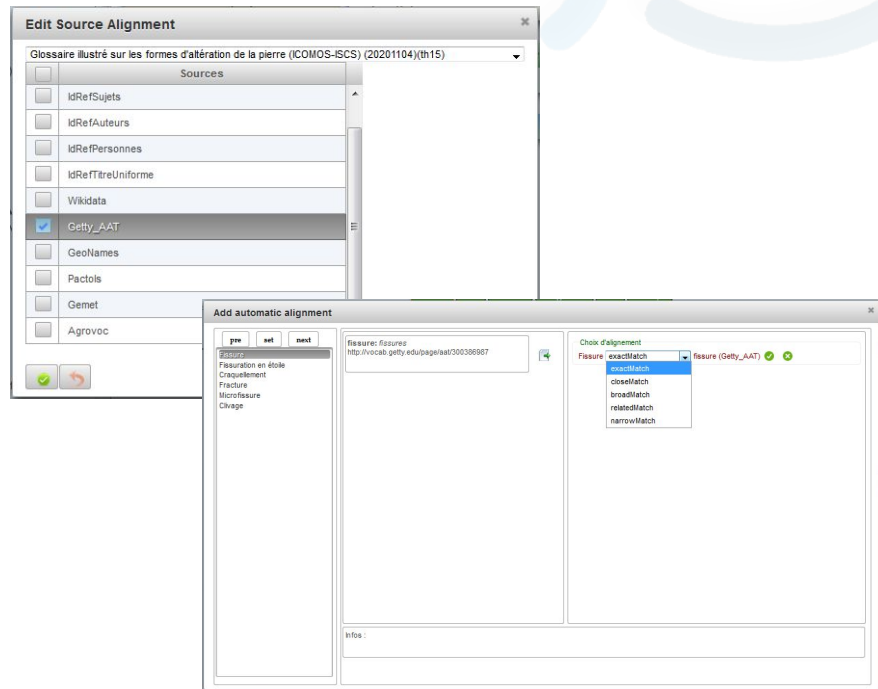 Edit Source Alignment
Glossaire illustré sur les formes d'altération de la pierre (ICOMOS-ISCS) (20201104)(th15)
Sources
IdRefSujets
IdRefAuteurs
IdRefPersonnes
IdRefTitreUniforme
Wikidata
Getty_AAT
GeoNames
Pactols
Gemet
Agrovoc
Add automatic alignment
pre set next
Fissure
Fissuration en étoile
Craquellement
Fracture
Microfissure
Clivage
fissure: fissures
http://vocab.getty.edu/page/aat/300386987
Choix d'alignement
Fissure exactMatch fissure (Getty_AAT)
exactMatch
closeMatch
broadMatch
relatedMatch
narrowMatch
Infos :